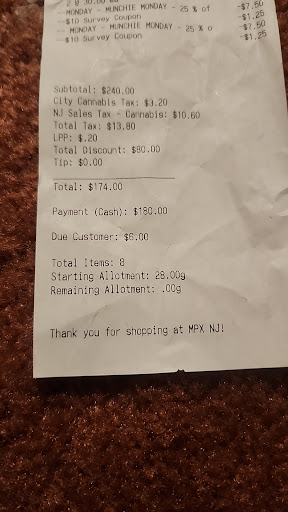 2 @ 30.00 ea
--MONDAY - MUNCHIE MONDAY - 25 % of -$7.50
--$10 Survey Coupon -$1.25
-- MONDAY - MUNCHIE MONDAY - 25 % o -$7.50
--$10 Survey Coupon -$1.25
Subtotal: $240.00
City Cannabis Tax: $3.20
NJ Sales Tax - Cannabis: $10.60
Total Tax: $13.80
LPP: $.20
Total Discount: $80.00
Tip: $0.00
Total: $174.00
Payment (Cash): $180.00
Due Customer: $6.00
Total Items: 8
Starting Allotment: 28.00g
Remaining Allotment: .00g
Thank you for shopping at MPX NJ!